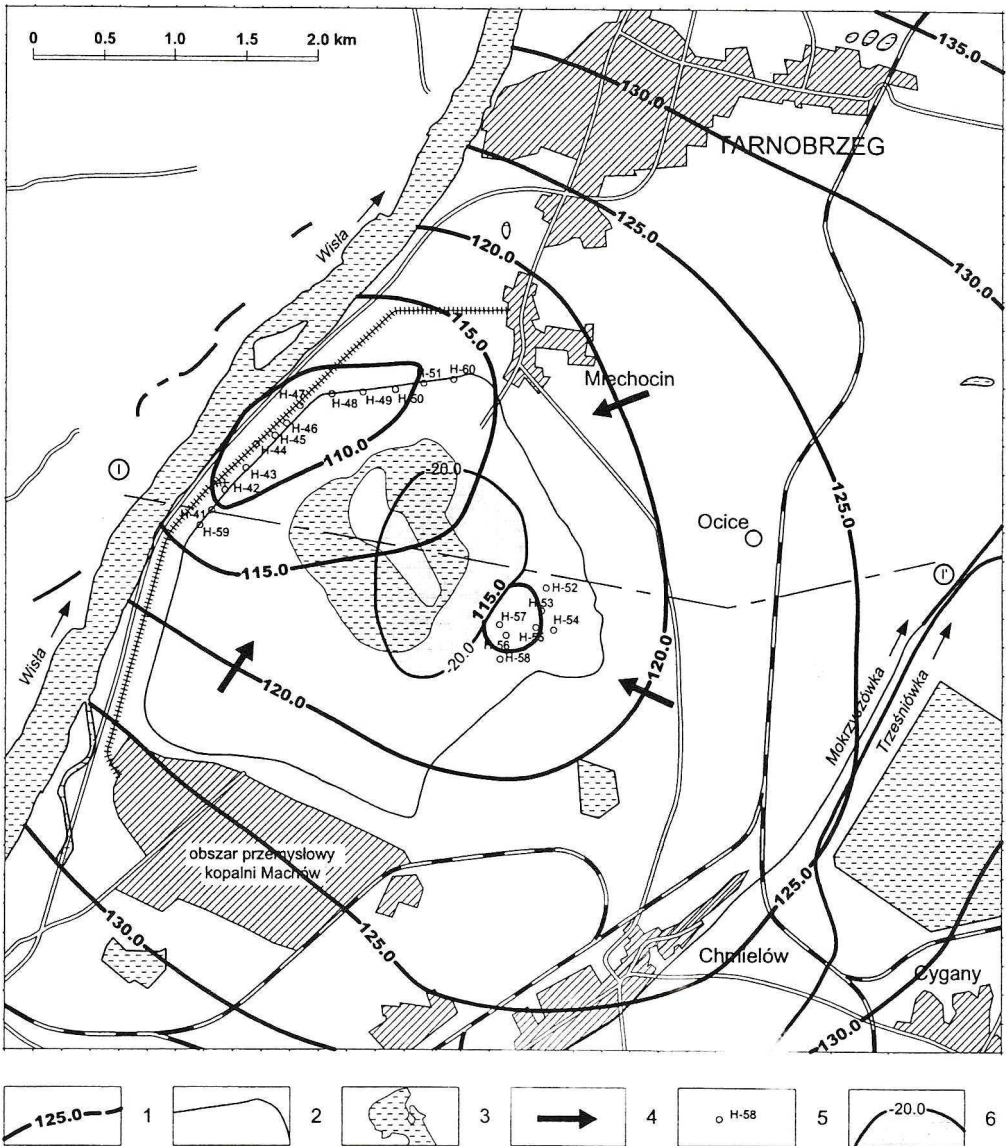 0 0.5 1.0 1.5 2.0 km
135.0
130.0
TARNOBRZEG
125.0
120.0
Wisła
130.0
115.0
Miechocin
H-51
H-60
H-47
H-48
H-49
H-50
H-46
H-45
H-44
110.0
H-43
H-42
H-41
H-59
I
-20.0
125.0
Ocice
115.0
115.0
I'
H-52
H-53
H-57
H-54
H-55
H-56
H-58
-20.0
120.0
120.0
Wisła
Mokrzyszówka
Trześniówka
obszar przemysłowy
kopalni Machów
125.0
125.0
130.0
Chmielów
Cygany
130.0
125.0 1
2
3
4
H-58 5
-20.0 6